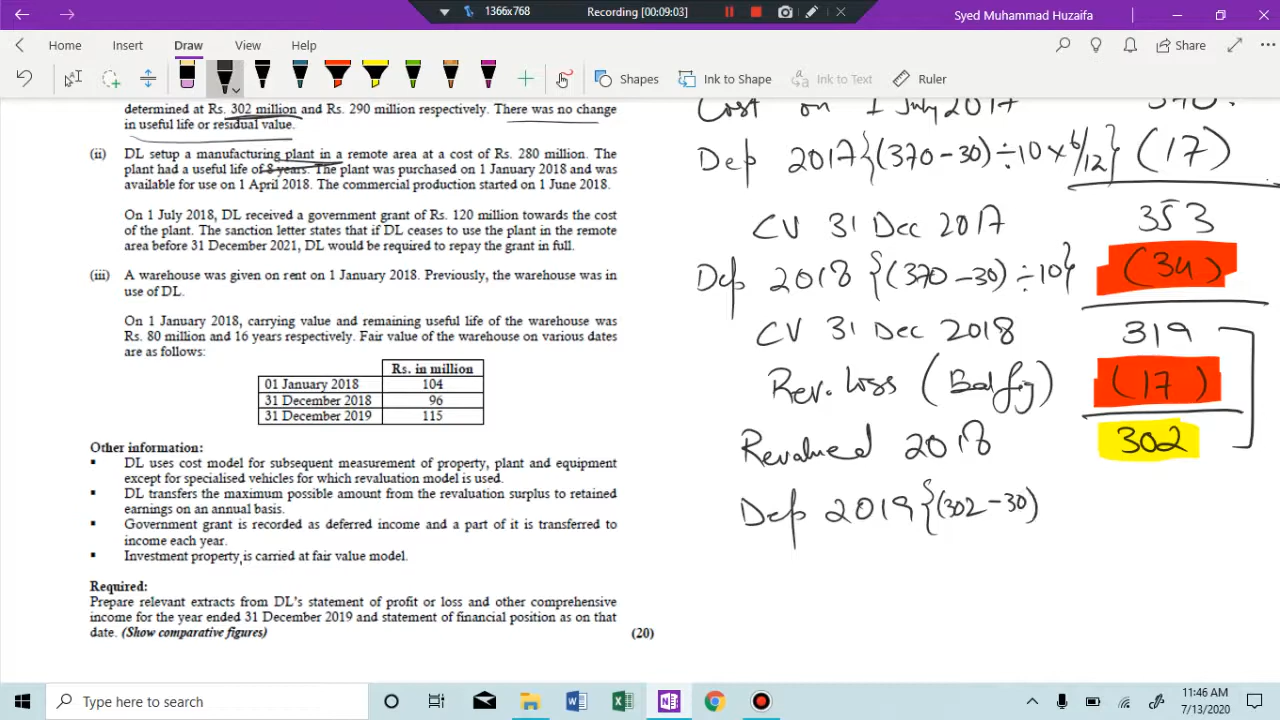 1366x768
Recording [00:09:03]
Syed Muhammad Huzaifa
Home Insert Draw View Help
Share
Shapes
Ink to Shape
Ink to Text
Ruler
determined at Rs. 302 million and Rs. 290 million respectively. There was no change
in useful life or residual value.
(ii) DL setup a manufacturing plant in a remote area at a cost of Rs. 280 million. The
plant had a useful life of 8 years. The plant was purchased on 1 January 2018 and was
available for use on 1 April 2018. The commercial production started on 1 June 2018.
On 1 July 2018, DL received a government grant of Rs. 120 million towards the cost
of the plant. The sanction letter states that if DL ceases to use the plant in the remote
area before 31 December 2021, DL would be required to repay the grant in full.
(iii) A warehouse was given on rent on 1 January 2018. Previously, the warehouse was in
use of DL.
On 1 January 2018, carrying value and remaining useful life of the warehouse was
Rs. 80 million and 16 years respectively. Fair value of the warehouse on various dates
are as follows:
Rs. in million
01 January 2018 104
31 December 2018 96
31 December 2019 115
Other information:
▪ DL uses cost model for subsequent measurement of property, plant and equipment
except for specialised vehicles for which revaluation model is used.
▪ DL transfers the maximum possible amount from the revaluation surplus to retained
earnings on an annual basis.
▪ Government grant is recorded as deferred income and a part of it is transferred to
income each year.
▪ Investment property is carried at fair value model.
Required:
Prepare relevant extracts from DL's statement of profit or loss and other comprehensive
income for the year ended 31 December 2019 and statement of financial position as on that
date. (Show comparative figures)
(20)
Cost on 1 July 2017 370
Dep 2017 {(370-30)÷10 x 6/12} (17)
CV 31 Dec 2017 353
Dep 2018 {(370-30)÷10} (34)
CV 31 Dec 2018 319
Rev. Loss (Bal fig) (17)
Revalued 2018 302
Dep 2019 {(302-30)
Type here to search
11:46 AM
7/13/2020